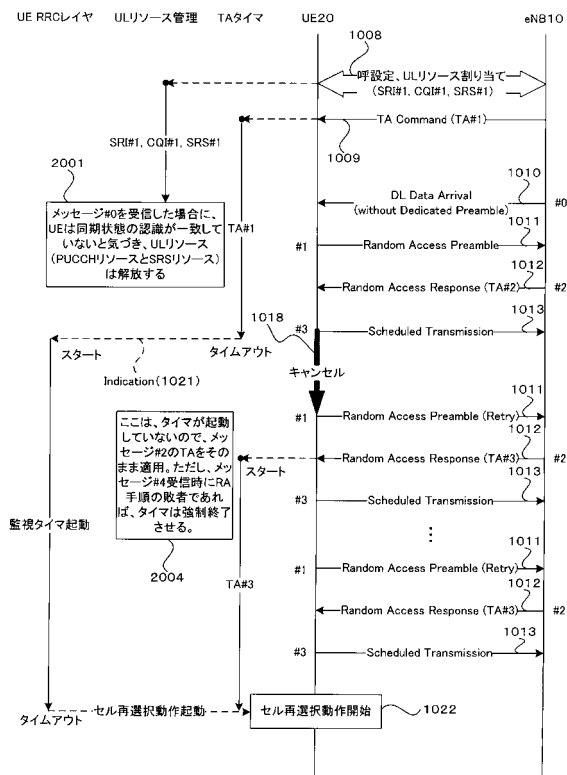 UE RRCレイヤ ULリソース管理 TAタイマ UE20 eNB10
1008
呼設定、ULリソース割り当て
(SRI#1, CQI#1, SRS#1)
TA Command (TA#1)
1009
SRI#1, CQI#1, SRS#1
2001
メッセージ#0を受信した場合に、
UEは同期状態の認識が一致して
いないと気づき、ULリソース
(PUCCHリソースとSRSリソース)
は解放する
TA#1
1010
DL Data Arrival
(without Dedicated Preamble)
#0
1011
#1 Random Access Preamble
1012
Random Access Response (TA#2) #2
1013
#3 Scheduled Transmission
1018
スタート
タイムアウト
キャンセル
Indication(1021)
1011
#1 Random Access Preamble (Retry)
1012
Random Access Response (TA#3) #2
スタート
1013
#3 Scheduled Transmission
ここは、タイマが起動
していないので、メッ
セージ#2のTAをその
まま適用。ただし、メッ
セージ#4受信時にRA
手順の敗者であれ
ば、タイマは強制終了
させる。
2004
監視タイマ起動
⋮
1011
#1 Random Access Preamble (Retry)
TA#3
1012
Random Access Response (TA#3) #2
1013
#3 Scheduled Transmission
タイムアウト
セル再選択動作起動
セル再選択動作開始
1022